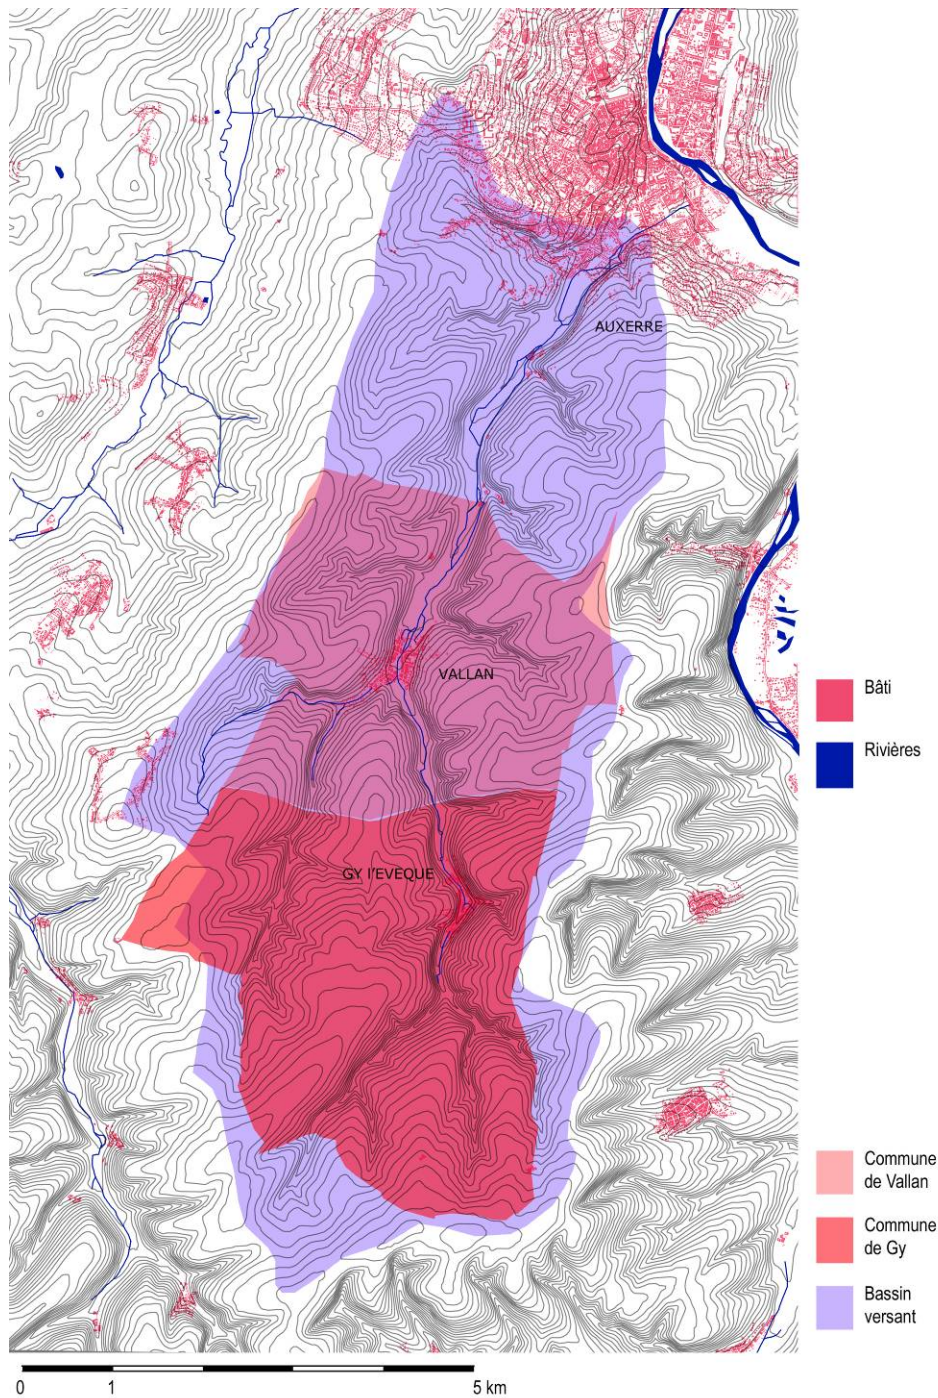 AUXERRE
VALLAN
GY l'EVEQUE
Bâti
Rivières
Commune
de Vallan
Commune
de Gy
Bassin
versant
0 1 5 km